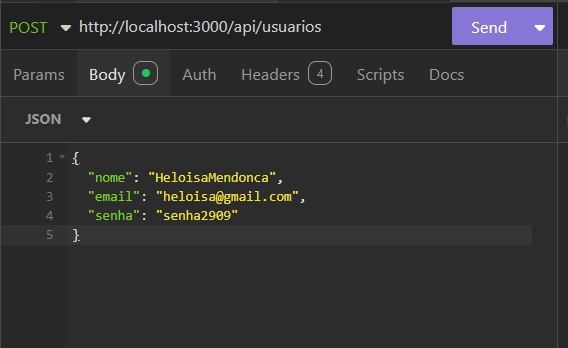 POST http://localhost:3000/api/usuarios Send
Params Body Auth Headers 4 Scripts Docs
JSON
1 {
2 "nome": "HeloisaMendonca",
3 "email": "heloisa@gmail.com",
4 "senha": "senha2909"
5 }